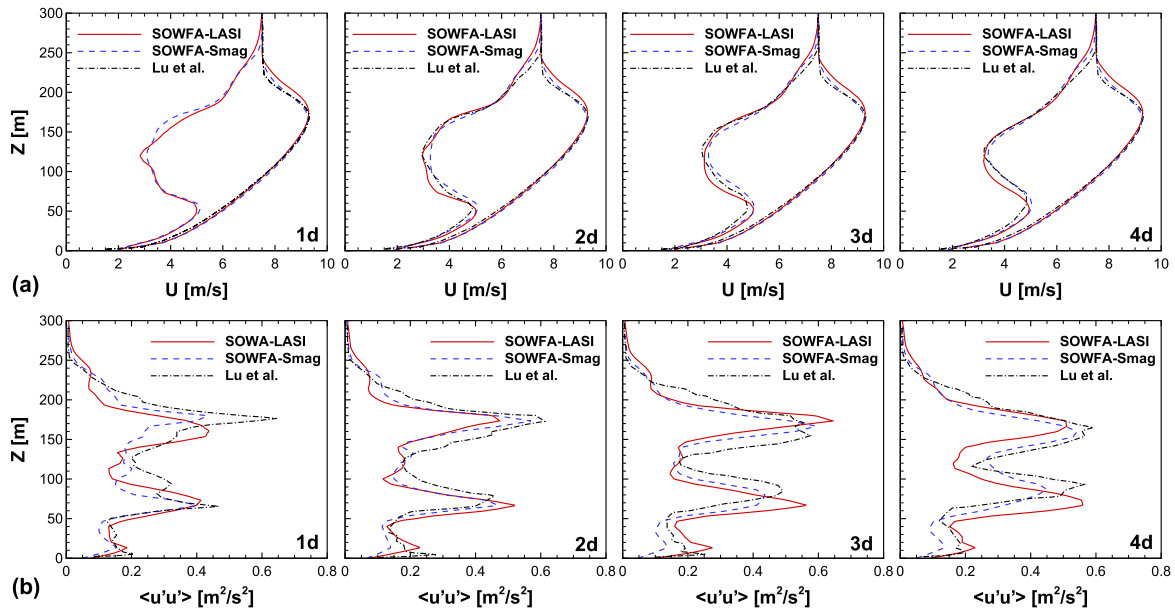 300
250
200
150
100
50
0
Z [m]
SOWFA-LASI
SOWFA-Smag
Lu et al.
1d
0 2 4 6 8
U [m/s]
SOWFA-LASI
SOWFA-Smag
Lu et al.
2d
0 2 4 6 8
U [m/s]
SOWFA-LASI
SOWFA-Smag
Lu et al.
3d
0 2 4 6 8
U [m/s]
SOWFA-LASI
SOWFA-Smag
Lu et al.
4d
0 2 4 6 8 10
U [m/s]
(a)
300
250
200
150
100
50
0
Z [m]
SOWA-LASI
SOWFA-Smag
Lu et al.
1d
0 0.2 0.4 0.6 0.8
<u'u'> [m²/s²]
SOWFA-LASI
SOWFA-Smag
Lu et al.
2d
0.2 0.4 0.6 0.8
<u'u'> [m²/s²]
SOWFA-LASI
SOWFA-Smag
Lu et al.
3d
0.2 0.4 0.6 0.8
<u'u'> [m²/s²]
SOWFA-LASI
SOWFA-Smag
Lu et al.
4d
0.2 0.4 0.6 0.8
<u'u'> [m²/s²]
(b)